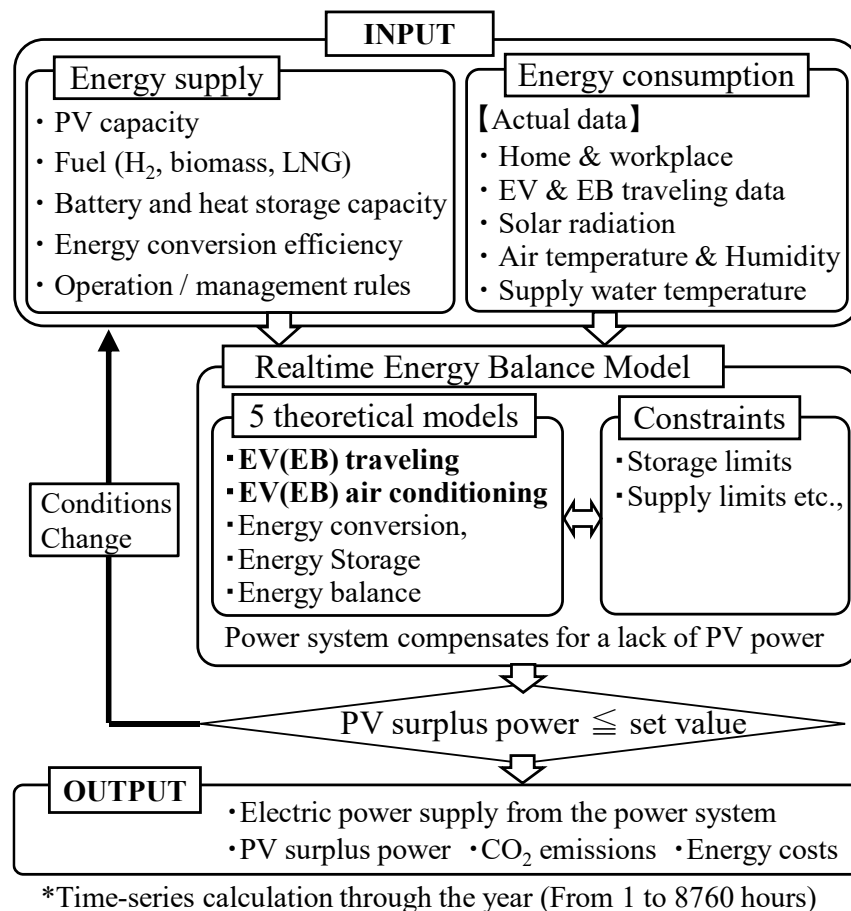 INPUT
Energy supply
・PV capacity
・Fuel (H₂, biomass, LNG)
・Battery and heat storage capacity
・Energy conversion efficiency
・Operation / management rules
Energy consumption
【Actual data】
・Home & workplace
・EV & EB traveling data
・Solar radiation
・Air temperature & Humidity
・Supply water temperature
Realtime Energy Balance Model
5 theoretical models
・EV(EB) traveling
・EV(EB) air conditioning
・Energy conversion,
・Energy Storage
・Energy balance
Constraints
・Storage limits
・Supply limits etc.,
Power system compensates for a lack of PV power
Conditions
Change
PV surplus power ≦ set value
OUTPUT
・Electric power supply from the power system
・PV surplus power ・CO₂ emissions ・Energy costs
*Time-series calculation through the year (From 1 to 8760 hours)